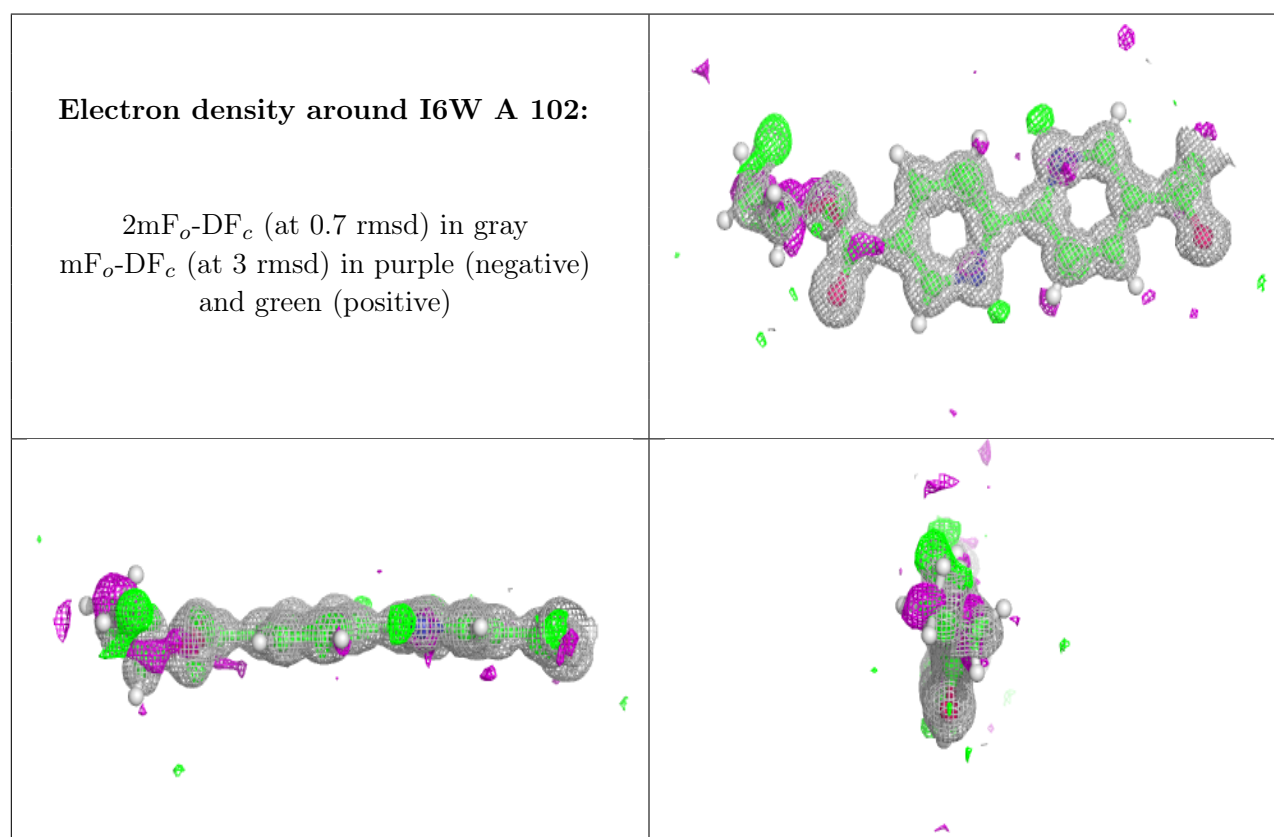 Electron density around I6W A 102:
2mFₒ-DF𝒸 (at 0.7 rmsd) in gray
mFₒ-DF𝒸 (at 3 rmsd) in purple (negative)
and green (positive)